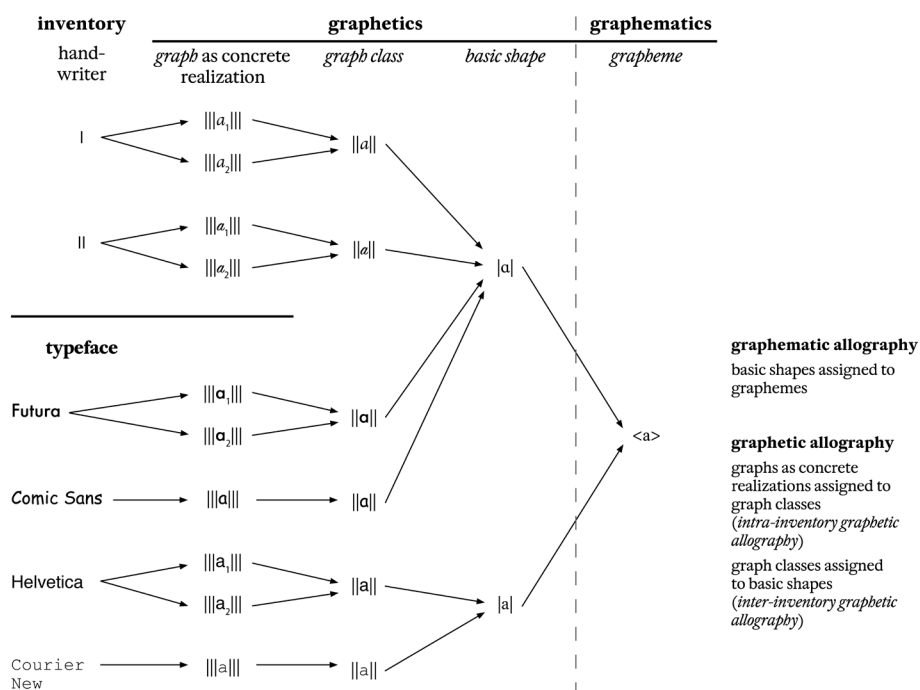 inventory graphetics graphematics
hand-
writer
graph as concrete
realization
graph class
basic shape
grapheme
I
|||a₁|||
|||a₂|||
||a||
II
|||a₁|||
|||a₂|||
||a||
|ɑ|
typeface
Futura
|||a₁|||
|||a₂|||
||a||
Comic Sans
|||a|||
||a||
Helvetica
|||a₁|||
|||a₂|||
||a||
|a|
Courier
New
|||a|||
||a||
<a>
graphematic allography
basic shapes assigned to
graphemes
graphetic allography
graphs as concrete
realizations assigned to
graph classes
(intra-inventory graphetic
allography)
graph classes assigned
to basic shapes
(inter-inventory graphetic
allography)